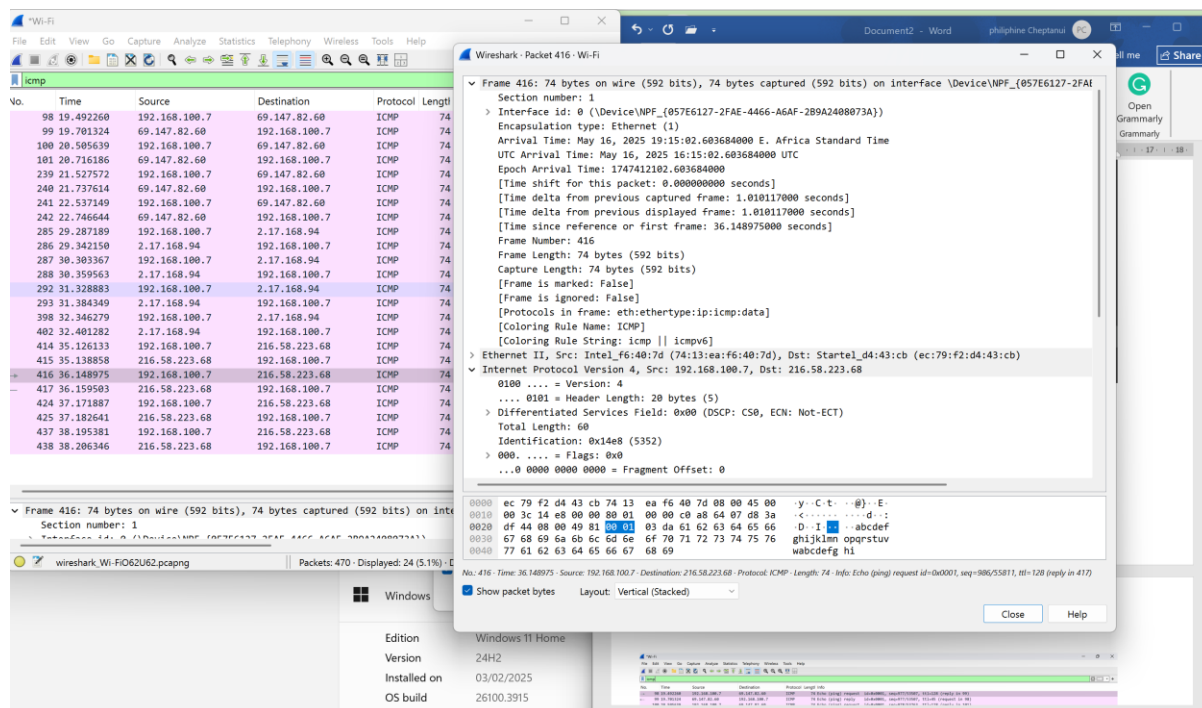 *Wi-Fi
File Edit View Go Capture Analyze Statistics Telephony Wireless Tools Help
icmp
No. Time Source Destination Protocol Lengtl
98 19.492260 192.168.100.7 69.147.82.60 ICMP 74
99 19.701324 69.147.82.60 192.168.100.7 ICMP 74
100 20.505639 192.168.100.7 69.147.82.60 ICMP 74
101 20.716186 69.147.82.60 192.168.100.7 ICMP 74
239 21.527572 192.168.100.7 69.147.82.60 ICMP 74
240 21.737614 69.147.82.60 192.168.100.7 ICMP 74
241 22.537149 192.168.100.7 69.147.82.60 ICMP 74
242 22.746644 69.147.82.60 192.168.100.7 ICMP 74
285 29.287189 192.168.100.7 2.17.168.94 ICMP 74
286 29.342150 2.17.168.94 192.168.100.7 ICMP 74
287 30.303367 192.168.100.7 2.17.168.94 ICMP 74
288 30.359563 2.17.168.94 192.168.100.7 ICMP 74
292 31.328883 192.168.100.7 2.17.168.94 ICMP 74
293 31.384349 2.17.168.94 192.168.100.7 ICMP 74
398 32.346279 192.168.100.7 2.17.168.94 ICMP 74
402 32.401282 2.17.168.94 192.168.100.7 ICMP 74
414 35.126133 192.168.100.7 216.58.223.68 ICMP 74
415 35.138858 216.58.223.68 192.168.100.7 ICMP 74
416 36.148975 192.168.100.7 216.58.223.68 ICMP 74
417 36.159503 216.58.223.68 192.168.100.7 ICMP 74
424 37.171887 192.168.100.7 216.58.223.68 ICMP 74
425 37.182641 216.58.223.68 192.168.100.7 ICMP 74
437 38.195381 192.168.100.7 216.58.223.68 ICMP 74
438 38.206346 216.58.223.68 192.168.100.7 ICMP 74
Frame 416: 74 bytes on wire (592 bits), 74 bytes captured (592 bits) on inte
Section number: 1
wireshark_Wi-FiO62U62.pcapng Packets: 470 · Displayed: 24 (5.1%) ·
Windows
Edition Windows 11 Home
Version 24H2
Installed on 03/02/2025
OS build 26100.3915
Document2 - Word philiphine Cheptanui PC
ell me Share
Open
Grammarly
Grammarly
17 · 18
Wireshark · Packet 416 · Wi-Fi
Frame 416: 74 bytes on wire (592 bits), 74 bytes captured (592 bits) on interface \Device\NPF_{057E6127-2FAE
Section number: 1
Interface id: 0 (\Device\NPF_{057E6127-2FAE-4466-A6AF-2B9A2408073A})
Encapsulation type: Ethernet (1)
Arrival Time: May 16, 2025 19:15:02.603684000 E. Africa Standard Time
UTC Arrival Time: May 16, 2025 16:15:02.603684000 UTC
Epoch Arrival Time: 1747412102.603684000
[Time shift for this packet: 0.000000000 seconds]
[Time delta from previous captured frame: 1.010117000 seconds]
[Time delta from previous displayed frame: 1.010117000 seconds]
[Time since reference or first frame: 36.148975000 seconds]
Frame Number: 416
Frame Length: 74 bytes (592 bits)
Capture Length: 74 bytes (592 bits)
[Frame is marked: False]
[Frame is ignored: False]
[Protocols in frame: eth:ethertype:ip:icmp:data]
[Coloring Rule Name: ICMP]
[Coloring Rule String: icmp || icmpv6]
Ethernet II, Src: Intel_f6:40:7d (74:13:ea:f6:40:7d), Dst: Startel_d4:43:cb (ec:79:f2:d4:43:cb)
Internet Protocol Version 4, Src: 192.168.100.7, Dst: 216.58.223.68
0100 .... = Version: 4
.... 0101 = Header Length: 20 bytes (5)
Differentiated Services Field: 0x00 (DSCP: CS0, ECN: Not-ECT)
Total Length: 60
Identification: 0x14e8 (5352)
000. .... = Flags: 0x0
...0 0000 0000 0000 = Fragment Offset: 0
0000 ec 79 f2 d4 43 cb 74 13 ea f6 40 7d 08 00 45 00 ·y··C·t· ··@}··E·
0010 00 3c 14 e8 00 00 80 01 00 00 c0 a8 64 07 d8 3a ·<······ ····d··:
0020 df 44 08 00 49 81 00 01 03 da 61 62 63 64 65 66 ·D··I··· ··abcdef
0030 67 68 69 6a 6b 6c 6d 6e 6f 70 71 72 73 74 75 76 ghijklmn opqrstuv
0040 77 61 62 63 64 65 66 67 68 69 wabcdefg hi
No.: 416 · Time: 36.148975 · Source: 192.168.100.7 · Destination: 216.58.223.68 · Protocol: ICMP · Length: 74 · Info: Echo (ping) request id=0x0001, seq=986/55811, ttl=128 (reply in 417)
Show packet bytes Layout: Vertical (Stacked)
Close Help